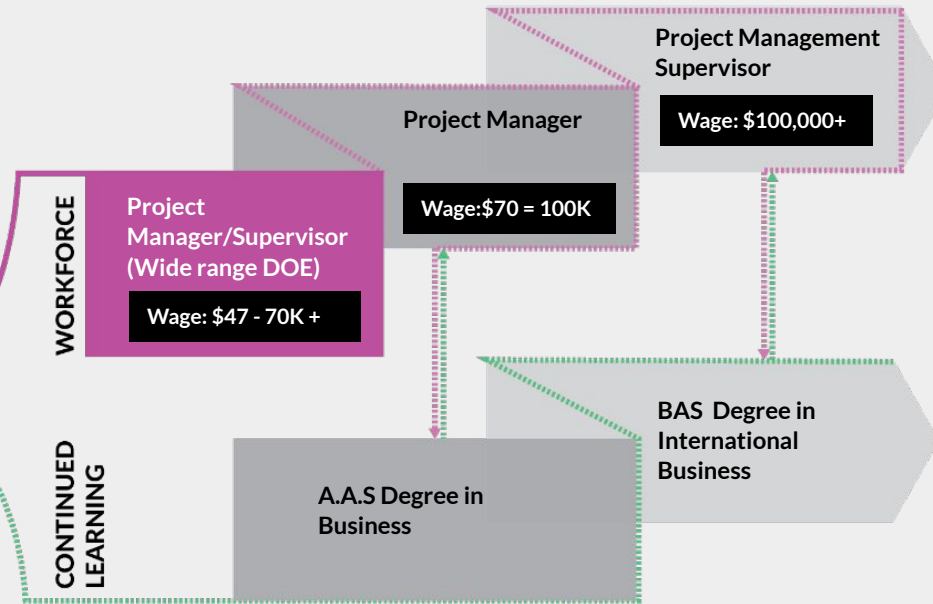 Project Management
Supervisor
Wage: $100,000+
Project Manager
Wage:$70 = 100K
WORKFORCE
Project
Manager/Supervisor
(Wide range DOE)
Wage: $47 - 70K +
CONTINUED
LEARNING
A.A.S Degree in
Business
BAS Degree in
International
Business